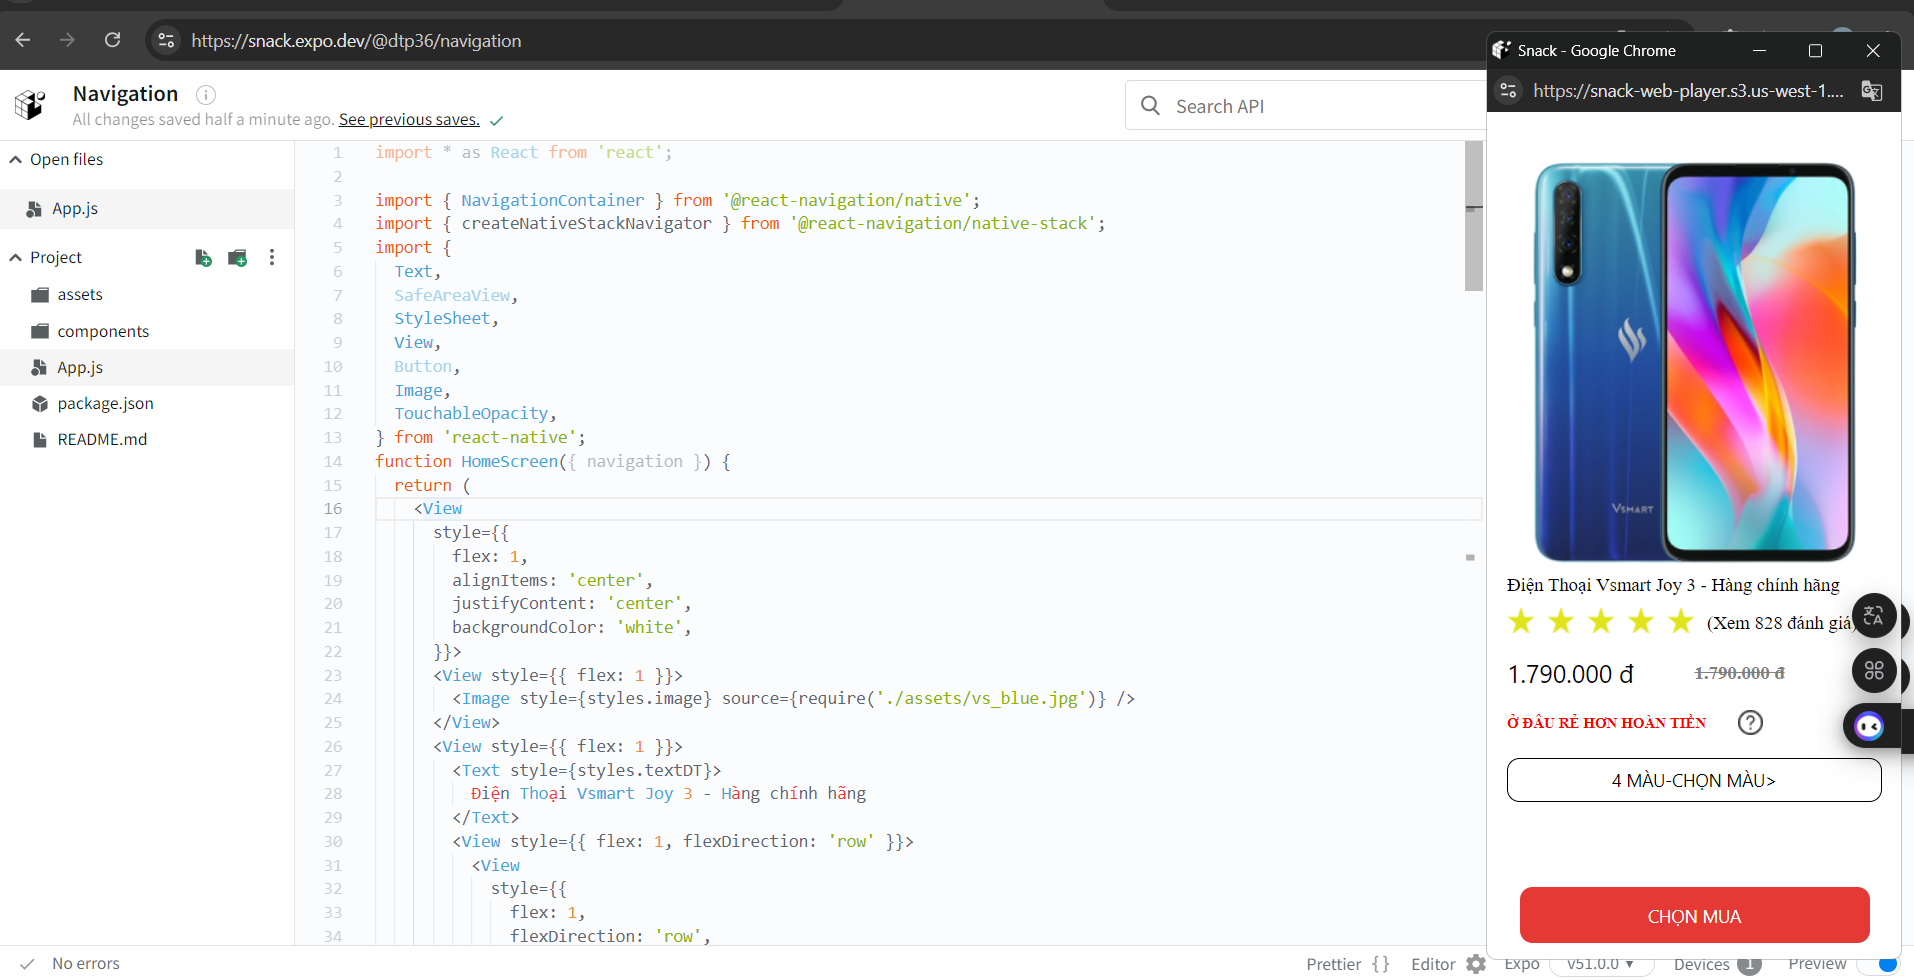 https://snack.expo.dev/@dtp36/navigation
Snack - Google Chrome
https://snack-web-player.s3.us-west-1....
Navigation
All changes saved half a minute ago. See previous saves.
Search API
Open files
App.js
Project
assets
components
App.js
package.json
README.md
1 import * as React from 'react';
2
3 import { NavigationContainer } from '@react-navigation/native';
4 import { createNativeStackNavigator } from '@react-navigation/native-stack';
5 import {
6 Text,
7 SafeAreaView,
8 StyleSheet,
9 View,
10 Button,
11 Image,
12 TouchableOpacity,
13 } from 'react-native';
14 function HomeScreen({ navigation }) {
15 return (
16 <View
17 style={{
18 flex: 1,
19 alignItems: 'center',
20 justifyContent: 'center',
21 backgroundColor: 'white',
22 }}>
23 <View style={{ flex: 1 }}>
24 <Image style={styles.image} source={require('./assets/vs_blue.jpg')} />
25 </View>
26 <View style={{ flex: 1 }}>
27 <Text style={styles.textDT}>
28 Điện Thoại Vsmart Joy 3 - Hàng chính hãng
29 </Text>
30 <View style={{ flex: 1, flexDirection: 'row' }}>
31 <View
32 style={{
33 flex: 1,
34 flexDirection: 'row',
VSMART
Điện Thoại Vsmart Joy 3 - Hàng chính hãng
(Xem 828 đánh giá)
1.790.000 đ
1.790.000 đ
Ở ĐÂU RẺ HƠN HOÀN TIỀN
4 MÀU-CHỌN MÀU>
CHỌN MUA
No errors
Prettier {}
Editor
Expo
v51.0.0
Devices
1
Preview